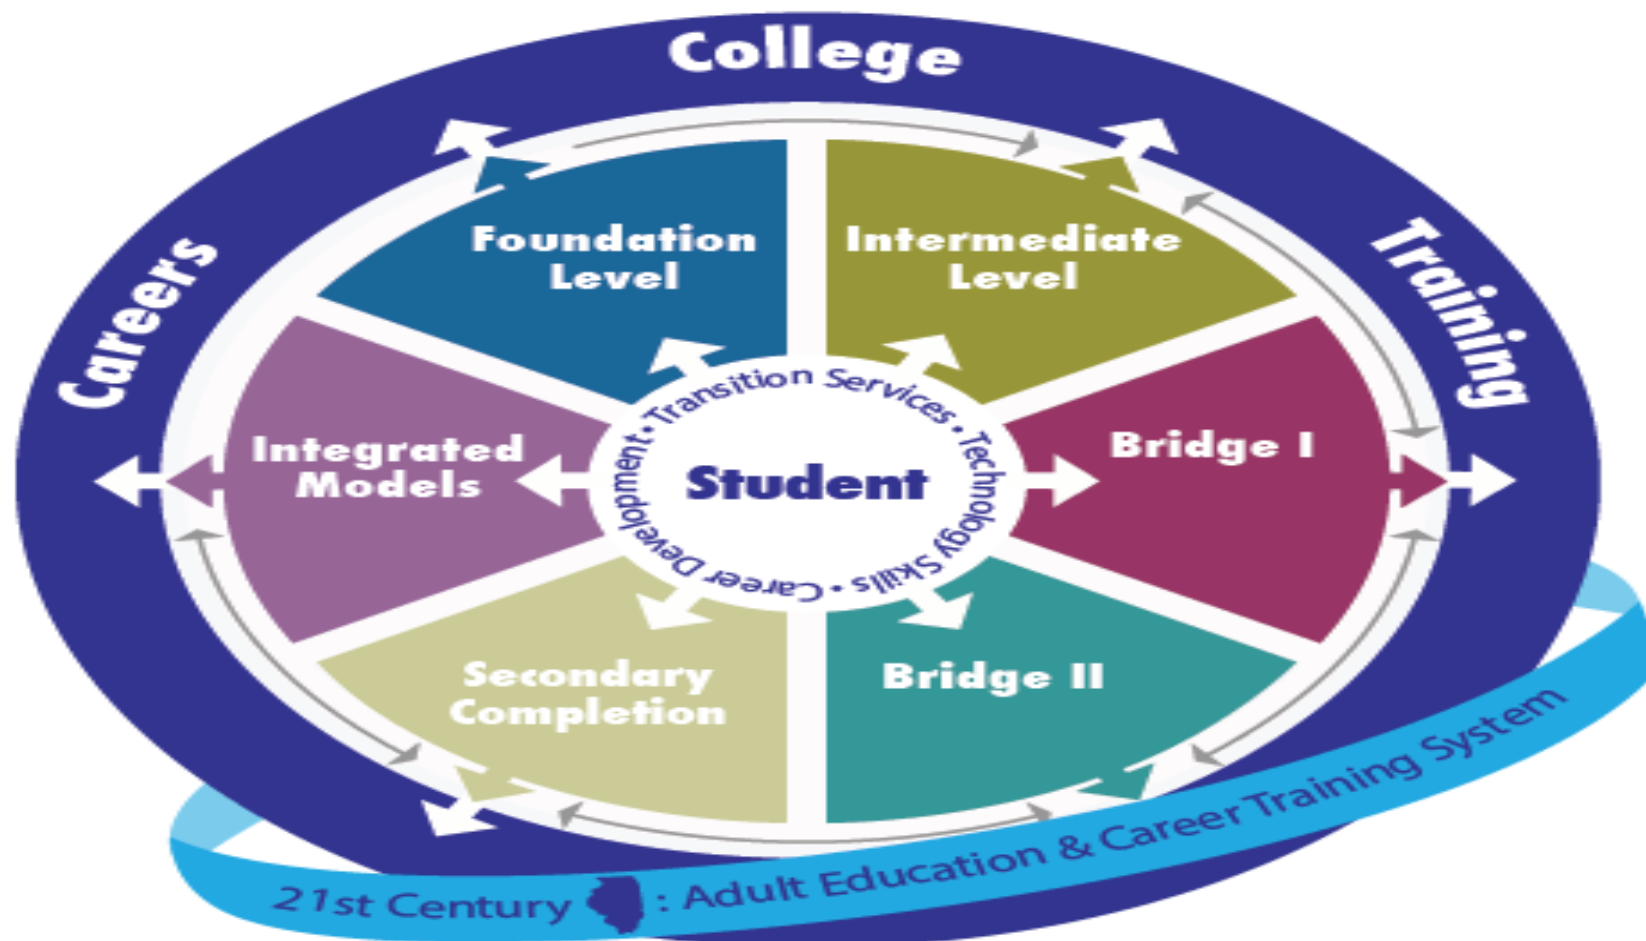 College
Careers
Training
Foundation
Level
Intermediate
Level
Integrated
Models
Bridge I
Secondary
Completion
Bridge II
Student
Transition Services • Technology Skills • Career Development •
21st Century : Adult Education & Career Training System